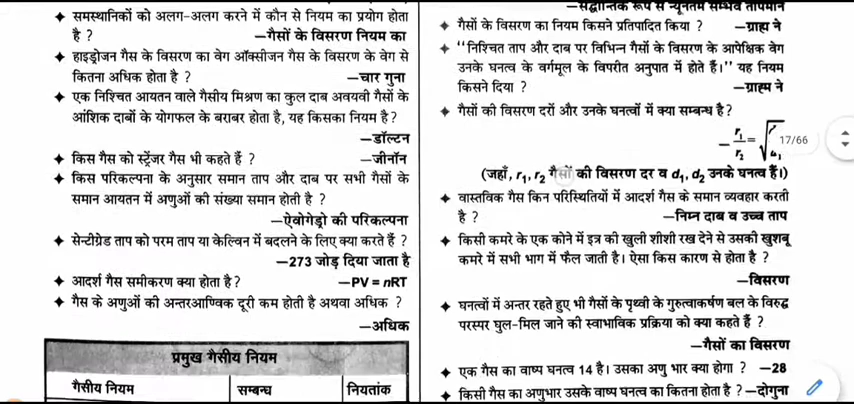 ✦ समस्थानिकों को अलग-अलग करने में कौन से नियम का प्रयोग होता
है ? —गैसों के विसरण नियम का
✦ हाइड्रोजन गैस के विसरण का वेग ऑक्सीजन गैस के विसरण के वेग से
कितना अधिक होता है ? —चार गुना
✦ एक निश्चित आयतन वाले गैसीय मिश्रण का कुल दाब अवयवी गैसों के
आंशिक दाबों के योगफल के बराबर होता है, यह किसका नियम है ?
—डॉल्टन
✦ किस गैस को स्ट्रेंजर गैस भी कहते हैं ? —जीनॉन
✦ किस परिकल्पना के अनुसार समान ताप और दाब पर सभी गैसों के
समान आयतन में अणुओं की संख्या समान होती है ?
—ऐवोगेड्रो की परिकल्पना
✦ सेन्टीग्रेड ताप को परम ताप या केल्विन में बदलने के लिए क्या करते हैं ?
—273 जोड़ दिया जाता है
✦ आदर्श गैस समीकरण क्या होता है ? —PV = nRT
✦ गैस के अणुओं की अन्तरआण्विक दूरी कम होती है अथवा अधिक ?
—अधिक
प्रमुख गैसीय नियम
गैसीय नियम सम्बन्ध नियतांक
—सैद्धान्तिक रूप से न्यूनतम सम्भव तापमान
✦ गैसों के विसरण का नियम किसने प्रतिपादित किया ? —ग्राह्म ने
✦ ''निश्चित ताप और दाब पर विभिन्न गैसों के विसरण के आपेक्षिक वेग
उनके घनत्व के वर्गमूल के विपरीत अनुपात में होते हैं।'' यह नियम
किसने दिया ? —ग्राह्म ने
✦ गैसों की विसरण दरों और उनके घनत्वों में क्या सम्बन्ध है ?
— r₁/r₂ = √
17/66
(जहाँ, r₁, r₂ गैसों की विसरण दर व d₁, d₂ उनके घनत्व हैं।)
✦ वास्तविक गैस किन परिस्थितियों में आदर्श गैस के समान व्यवहार करती
है ? —निम्न दाब व उच्च ताप
✦ किसी कमरे के एक कोने में इत्र की खुली शीशी रख देने से उसकी खुशबू
कमरे में सभी भाग में फैल जाती है। ऐसा किस कारण से होता है ?
—विसरण
✦ घनत्वों में अन्तर रहते हुए भी गैसों के पृथ्वी के गुरुत्वाकर्षण बल के विरुद्ध
परस्पर घुल-मिल जाने की स्वाभाविक प्रक्रिया को क्या कहते हैं ?
—गैसों का विसरण
✦ एक गैस का वाष्प घनत्व 14 है। उसका अणु भार क्या होगा ? —28
✦ किसी गैस का अणुभार उसके वाष्प घनत्व का कितना होता है ? —दोगुना